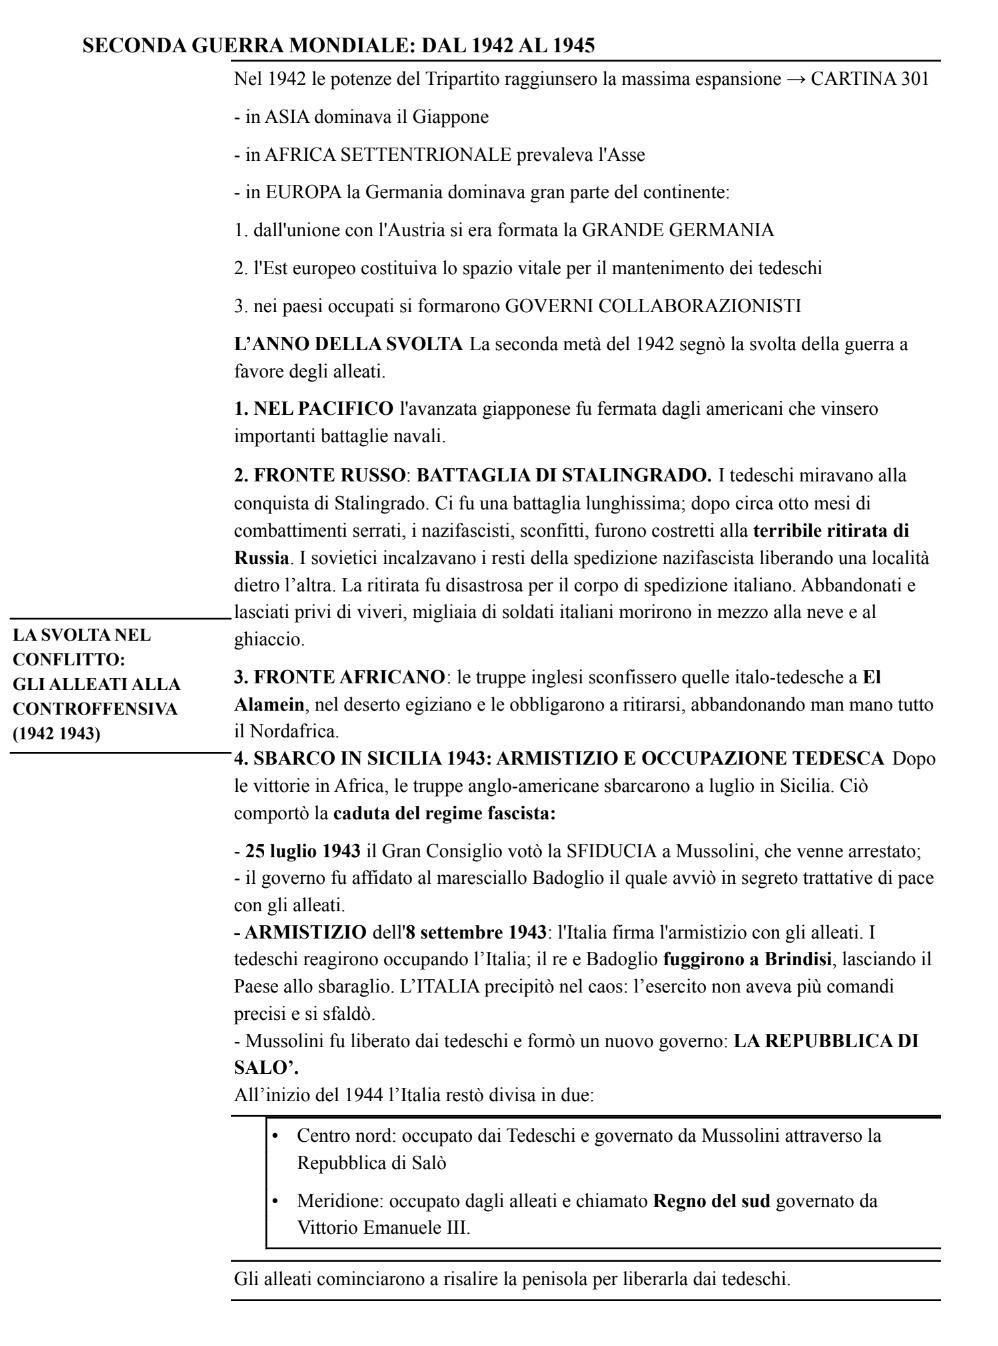 SECONDA GUERRA MONDIALE: DAL 1942 AL 1945
Nel 1942 le potenze del Tripartito raggiunsero la massima espansione → CARTINA 301
- in ASIA dominava il Giappone
- in AFRICA SETTENTRIONALE prevaleva l'Asse
- in EUROPA la Germania dominava gran parte del continente:
1. dall'unione con l'Austria si era formata la GRANDE GERMANIA
2. l'Est europeo costituiva lo spazio vitale per il mantenimento dei tedeschi
3. nei paesi occupati si formarono GOVERNI COLLABORAZIONISTI
L’ANNO DELLA SVOLTA La seconda metà del 1942 segnò la svolta della guerra a
favore degli alleati.
1. NEL PACIFICO l'avanzata giapponese fu fermata dagli americani che vinsero
importanti battaglie navali.
2. FRONTE RUSSO: BATTAGLIA DI STALINGRADO. I tedeschi miravano alla
conquista di Stalingrado. Ci fu una battaglia lunghissima; dopo circa otto mesi di
combattimenti serrati, i nazifascisti, sconfitti, furono costretti alla terribile ritirata di
Russia. I sovietici incalzavano i resti della spedizione nazifascista liberando una località
dietro l’altra. La ritirata fu disastrosa per il corpo di spedizione italiano. Abbandonati e
lasciati privi di viveri, migliaia di soldati italiani morirono in mezzo alla neve e al
ghiaccio.
LA SVOLTA NEL
CONFLITTO:
GLI ALLEATI ALLA
CONTROFFENSIVA
(1942 1943)
3. FRONTE AFRICANO: le truppe inglesi sconfissero quelle italo-tedesche a El
Alamein, nel deserto egiziano e le obbligarono a ritirarsi, abbandonando man mano tutto
il Nordafrica.
4. SBARCO IN SICILIA 1943: ARMISTIZIO E OCCUPAZIONE TEDESCA Dopo
le vittorie in Africa, le truppe anglo-americane sbarcarono a luglio in Sicilia. Ciò
comportò la caduta del regime fascista:
- 25 luglio 1943 il Gran Consiglio votò la SFIDUCIA a Mussolini, che venne arrestato;
- il governo fu affidato al maresciallo Badoglio il quale avviò in segreto trattative di pace
con gli alleati.
- ARMISTIZIO dell'8 settembre 1943: l'Italia firma l'armistizio con gli alleati. I
tedeschi reagirono occupando l’Italia; il re e Badoglio fuggirono a Brindisi, lasciando il
Paese allo sbaraglio. L’ITALIA precipitò nel caos: l’esercito non aveva più comandi
precisi e si sfaldò.
- Mussolini fu liberato dai tedeschi e formò un nuovo governo: LA REPUBBLICA DI
SALO’.
All’inizio del 1944 l’Italia restò divisa in due:
• Centro nord: occupato dai Tedeschi e governato da Mussolini attraverso la
Repubblica di Salò
• Meridione: occupato dagli alleati e chiamato Regno del sud governato da
Vittorio Emanuele III.
Gli alleati cominciarono a risalire la penisola per liberarla dai tedeschi.